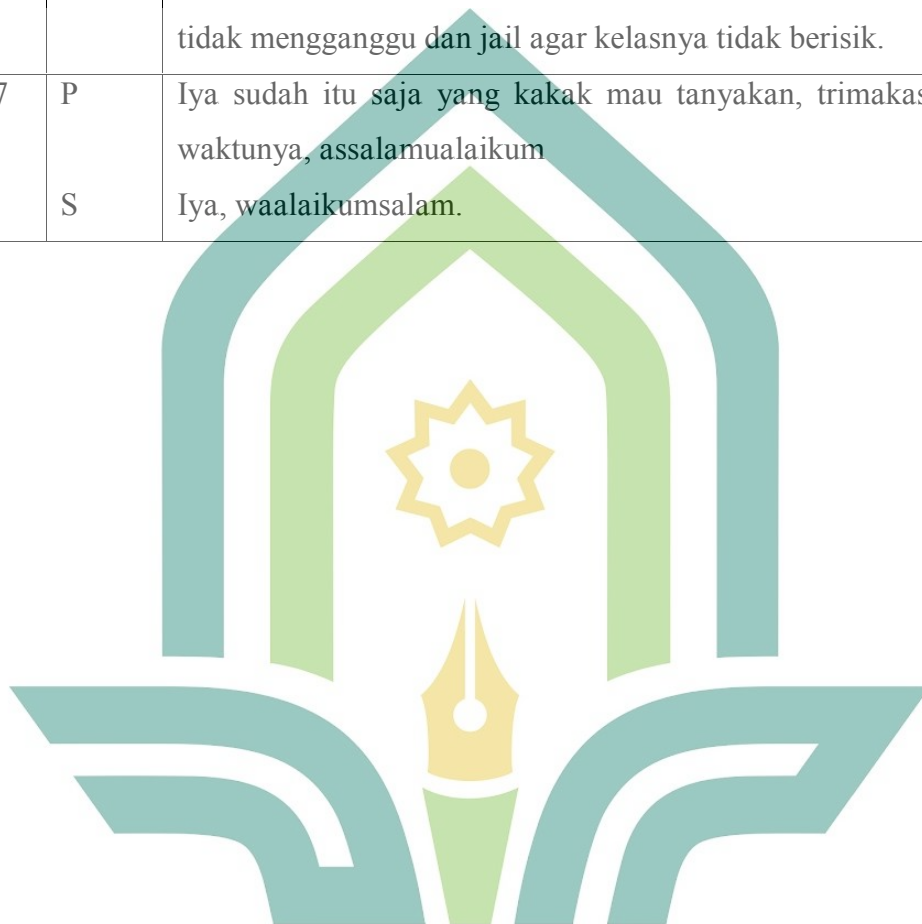 tidak mengganggu dan jail agar kelasnya tidak berisik.
7 P Iya sudah itu saja yang kakak mau tanyakan,
waktunya, assalamualaikum
S Iya, waalaikumsalam.